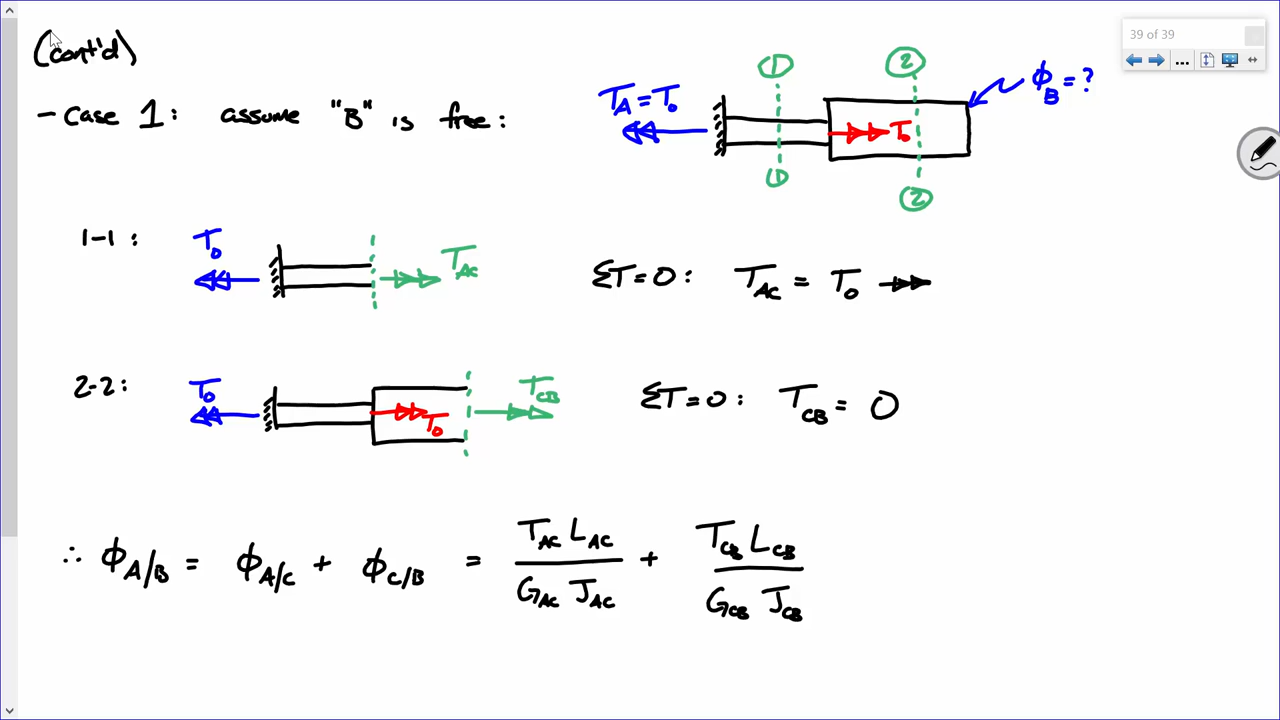 39 of 39
(cont'd)
- Case 1: assume "B" is free:
① ②
T_A = T_0
ϕ_B = ?
T_0
① ②
1-1: T_0 T_AC ΣT=0: T_AC = T_0
2-2: T_0 T_0 T_CB ΣT=0: T_CB = 0
∴ ϕ_A/B = ϕ_A/C + ϕ_C/B = T_AC L_AC / G_AC J_AC + T_CB L_CB / G_CB J_CB